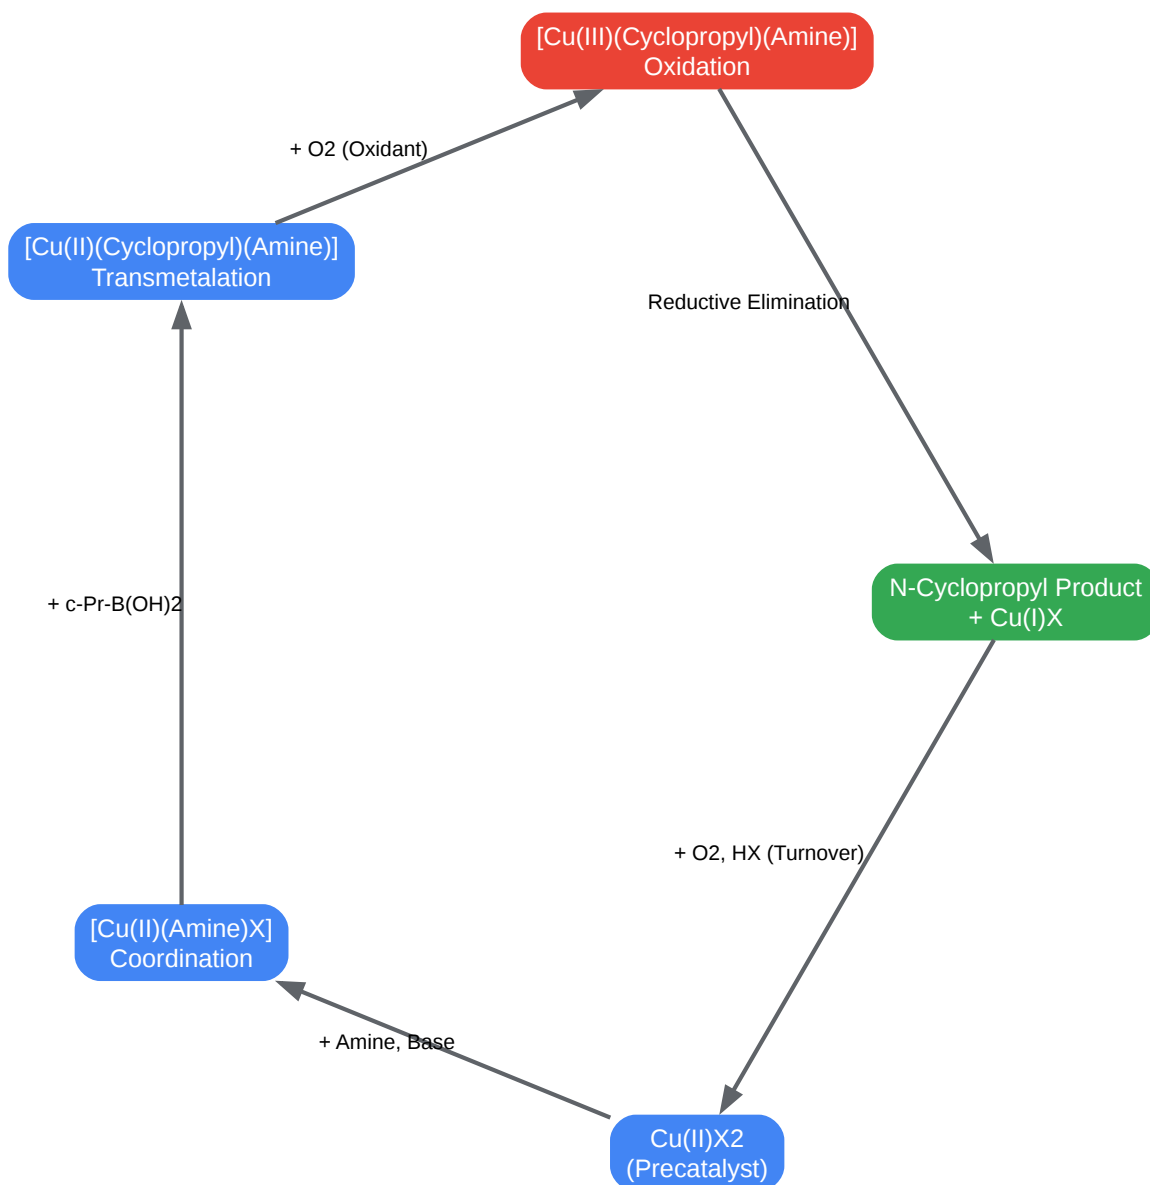 [Cu(III)(Cyclopropyl)(Amine)]
Oxidation
+ O2 (Oxidant)
[Cu(II)(Cyclopropyl)(Amine)]
Transmetalation
Reductive Elimination
N-Cyclopropyl Product
+ Cu(I)X
+ c-Pr-B(OH)2
+ O2, HX (Turnover)
[Cu(II)(Amine)X]
Coordination
+ Amine, Base
Cu(II)X2
(Precatalyst)